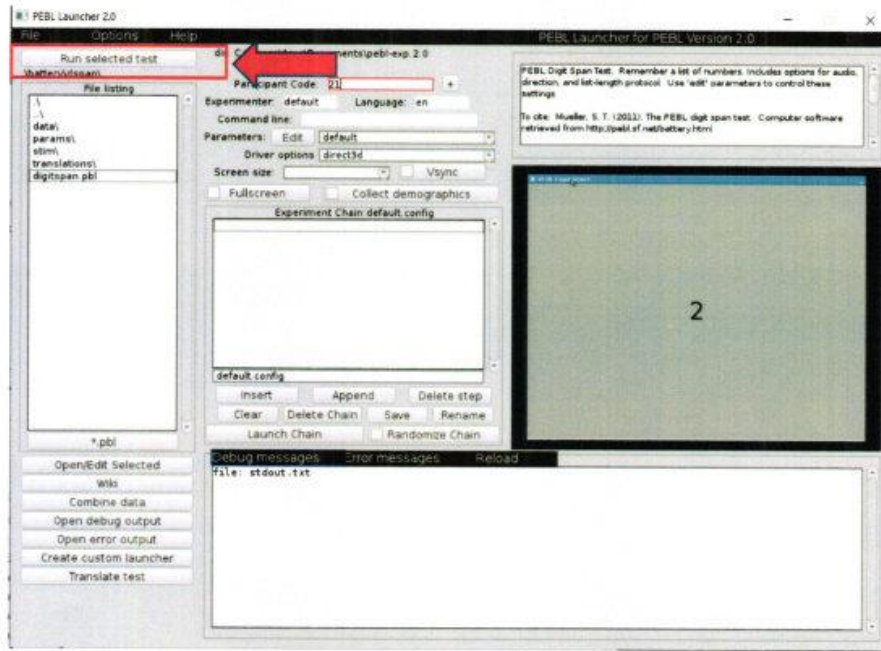 PEBL Launcher 2.0
File Options Help
PEBL Launcher for PEBL Version 2.0
Run selected test
\battery\dspan\
File listing
.\
..\
data\
params\
stim\
translations\
digitspan.pbl
*.pbl
Open/Edit Selected
Wiki
Combine data
Open debug output
Open error output
Create custom launcher
Translate test
pebl-exp.2.0
Participant Code: 21 +
Experimenter: default Language: en
Command line:
Parameters: Edit default
Driver options direct3d
Screen size: Vsync
Fullscreen Collect demographics
Experiment Chain default.config
default.config
Insert Append Delete step
Clear Delete Chain Save Rename
Launch Chain Randomize Chain
PEBL Digit Span Test. Remember a list of numbers. Includes options for audio,
direction, and list-length protocol. Use 'edit' parameters to control these
settings
To cite: Mueller, S. T. (2011). The PEBL digit span test. Computer software
retrieved from http://pebl.sf.net/battery.html
2
Debug messages Error messages Reload
file: stdout.txt